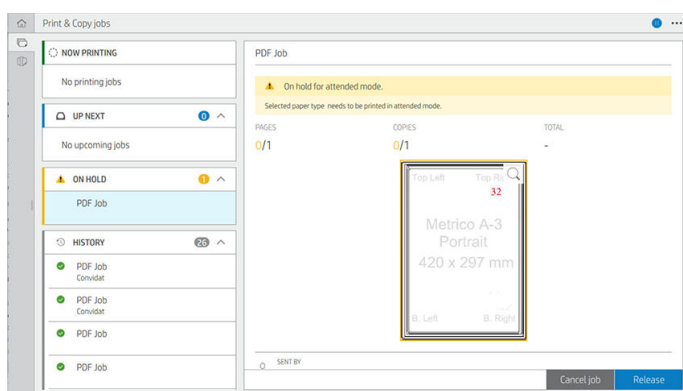 Print & Copy jobs
NOW PRINTING
No printing jobs
UP NEXT
0
No upcoming jobs
ON HOLD
1
PDF Job
HISTORY
26
PDF Job
Convidat
PDF Job
Convidat
PDF Job
PDF Job
PDF Job
On hold for attended mode.
Selected paper type needs to be printed in attended mode.
PAGES
COPIES
TOTAL
0/1
0/1
-
Top Left
Top Ri
32
Metrico A-3
Portrait
420 x 297 mm
B. Left
B. Right
SENT BY
Cancel job
Release